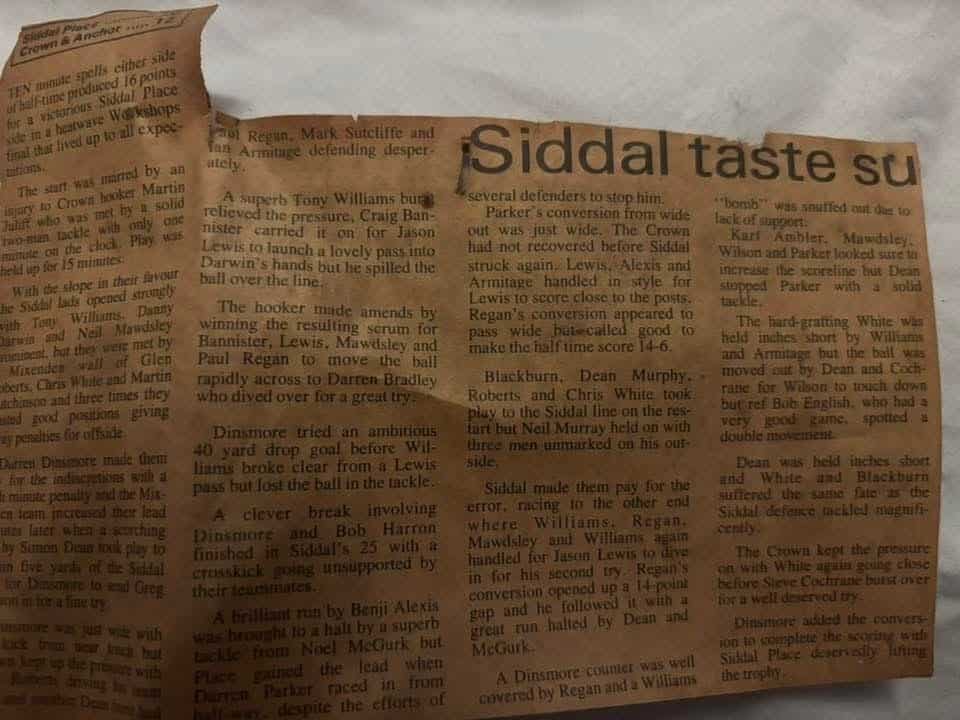 Siddal Place ........
Crown & Anchor ..... 12
TEN minute spells either side
of half-time produced 16 points
for a victorious Siddal Place
side in a heatwave Workshops
final that lived up to all expec-
tations.
The start was marred by an
injury to Crown hooker Martin
Juliff who was met by a solid
two-man tackle with only one
minute on the clock. Play was
held up for 15 minutes.
With the slope in their favour
he Siddal lads opened strongly
with Tony Williams, Danny
Darwin and Neil Mawdsley
rominent, but they were met by
Mixenden wall of Glen
oberts, Chris White and Martin
utchinson and three times they
sted good positions giving
ay penalties for offside.
Darren Dinsmore made them
for the indiscretions with a
h minute penalty and the Mix-
en team increased their lead
utes later when a scorching
by Simon Dean took play to
in five yards of the Siddal
for Dinsmore to send Greg
son in for a fine try.
insmore was just wide with
kick from near touch but
wn kept up the pressure with
Roberts driving his team
another Dean
Paul Regan, Mark Sutcliffe and
Ian Armitage defending desper-
ately.
A superb Tony Williams burst
relieved the pressure, Craig Ban-
nister carried it on for Jason
Lewis to launch a lovely pass into
Darwin's hands but he spilled the
ball over the line.
The hooker made amends by
winning the resulting scrum for
Bannister, Lewis, Mawdsley and
Paul Regan to move the ball
rapidly across to Darren Bradley
who dived over for a great try.
Dinsmore tried an ambitious
40 yard drop goal before Wil-
liams broke clear from a Lewis
pass but lost the ball in the tackle.
A clever break involving
Dinsmore and Bob Harron
finished in Siddal's 25 with a
crosskick going unsupported by
their teammates.
A brilliant run by Benji Alexis
was brought to a halt by a superb
tackle from Noel McGurk but
Place gained the lead when
Darren Parker raced in from
half-way, despite the efforts of
Siddal taste su
several defenders to stop him.
Parker's conversion from wide
out was just wide. The Crown
had not recovered before Siddal
struck again. Lewis, Alexis and
Armitage handled in style for
Lewis to score close to the posts.
Regan's conversion appeared to
pass wide but called good to
make the half time score 14-6.
Blackburn, Dean Murphy,
Roberts and Chris White took
play to the Siddal line on the res-
tart but Neil Murray held on with
three men unmarked on his out-
side.
Siddal made them pay for the
error, racing to the other end
where Williams, Regan,
Mawdsley and Williams again
handled for Jason Lewis to dive
in for his second try. Regan's
conversion opened up a 14-point
gap and he followed it with a
great run halted by Dean and
McGurk.
A Dinsmore counter was well
covered by Regan and a Williams
"bomb" was snuffed out due to
lack of support.
Karf Ambler, Mawdsley,
Wilson and Parker looked sure to
increase the scoreline but Dean
stopped Parker with a solid
tackle.
The hard-grafting White was
held inches short by Williams
and Armitage but the ball was
moved out by Dean and Coch-
rane for Wilson to touch down
but ref Bob English, who had a
very good game, spotted a
double movement.
Dean was held inches short
and White and Blackburn
suffered the same fate as the
Siddal defence tackled magnifi-
cently.
The Crown kept the pressure
on with White again going close
before Steve Cochrane burst over
for a well deserved try.
Dinsmore added the convers-
ion to complete the scoring with
Siddal Place deservedly lifting
the trophy.